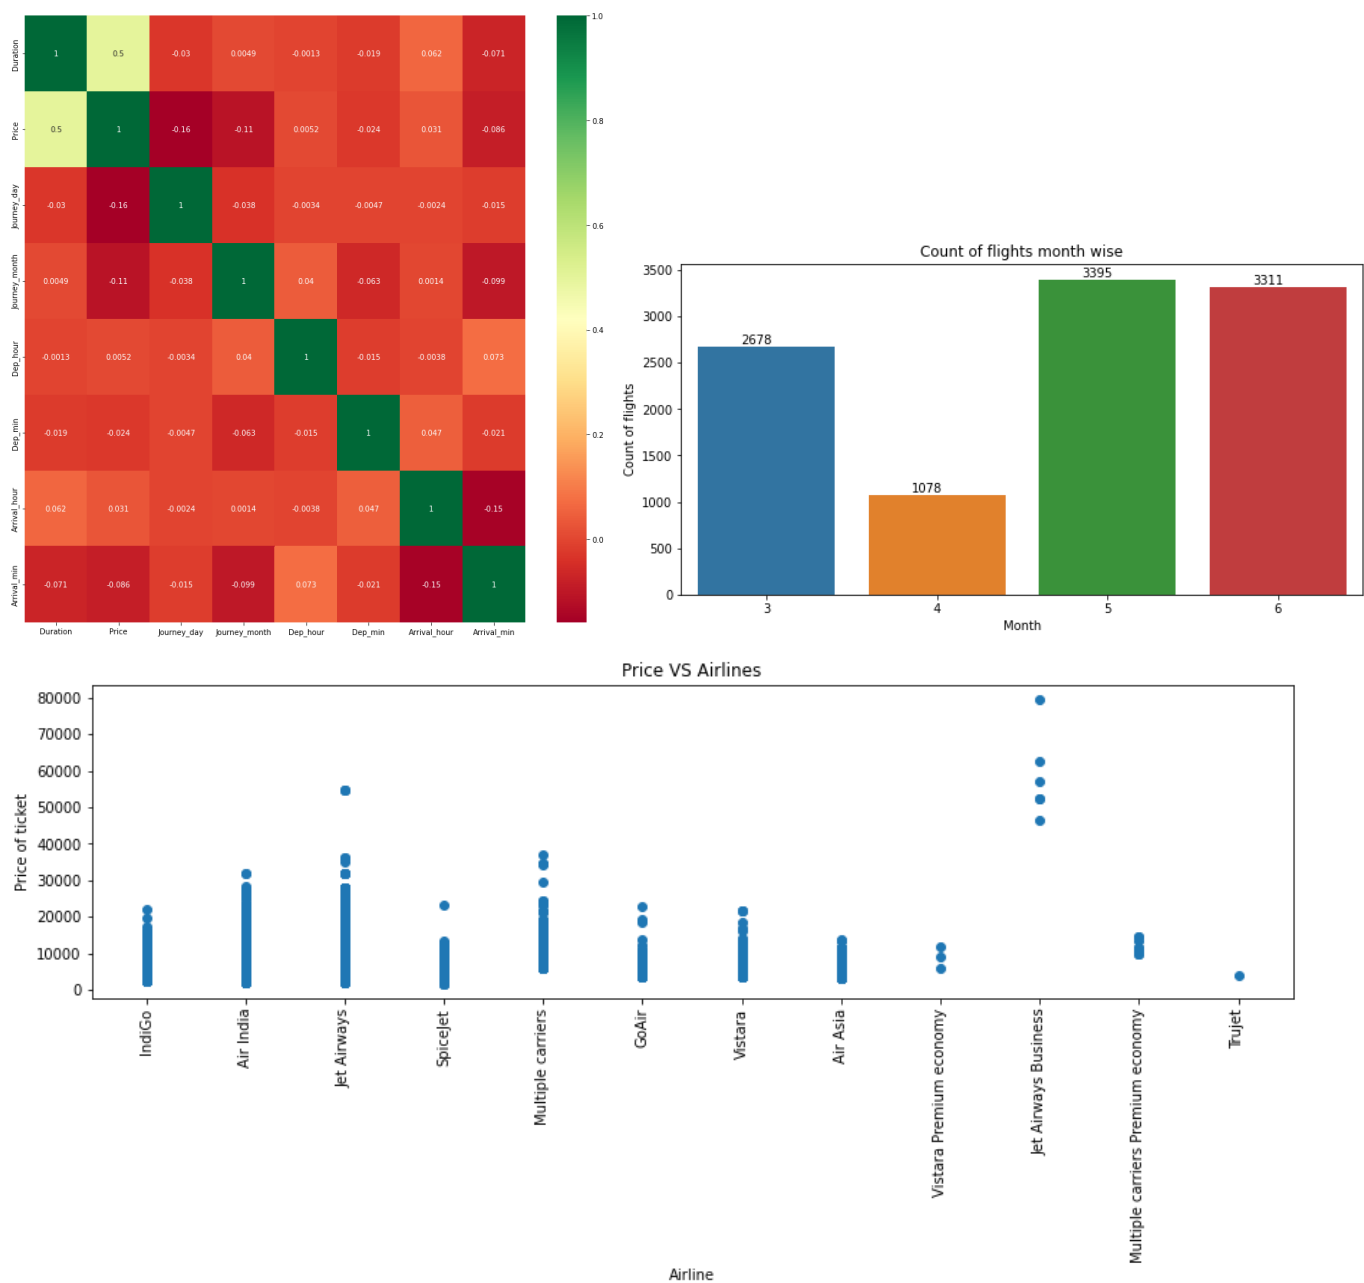 Duration 1 0.5 -0.03 0.0049 -0.0013 -0.019 0.062 -0.071
Price 0.5 1 -0.16 -0.11 0.0052 -0.024 0.031 -0.086
Journey_day -0.03 -0.16 1 -0.038 -0.0034 -0.0047 -0.0024 -0.015
Journey_month 0.0049 -0.11 -0.038 1 0.04 -0.063 0.0014 -0.099
Dep_hour -0.0013 0.0052 -0.0034 0.04 1 -0.015 -0.0038 0.073
Dep_min -0.019 -0.024 -0.0047 -0.063 -0.015 1 0.047 -0.021
Arrival_hour 0.062 0.031 -0.0024 0.0014 -0.0038 0.047 1 -0.15
Arrival_min -0.071 -0.086 -0.015 -0.099 0.073 -0.021 -0.15 1
Duration Price Journey_day Journey_month Dep_hour Dep_min Arrival_hour Arrival_min
1.0
0.8
0.6
0.4
0.2
0.0
Count of flights month wise
Count of flights
3500
3000
2500
2000
1500
1000
500
0
2678
1078
3395
3311
3 4 5 6
Month
Price VS Airlines
Price of ticket
80000
70000
60000
50000
40000
30000
20000
10000
0
IndiGo
Air India
Jet Airways
SpiceJet
Multiple carriers
GoAir
Vistara
Air Asia
Vistara Premium economy
Jet Airways Business
Multiple carriers Premium economy
Trujet
Airline